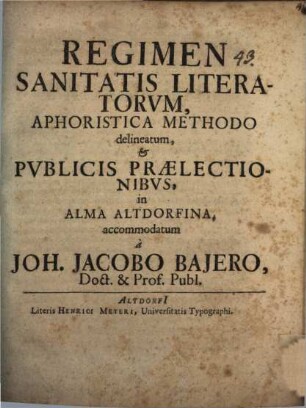 REGIMEN 43.
SANITATIS LITERA-
TORVM,
APHORISTICA METHODO
delineatum,
&
PVBLICIS PRÆLECTIO-
NIBVS,
in
ALMA ALTDORFINA,
accommodatum
à
JOH. JACOBO BAJERO,
Doct. & Prof. Publ.
ALTDORFI
Literis HENRICI MEYERI, Universitatis Typographi.